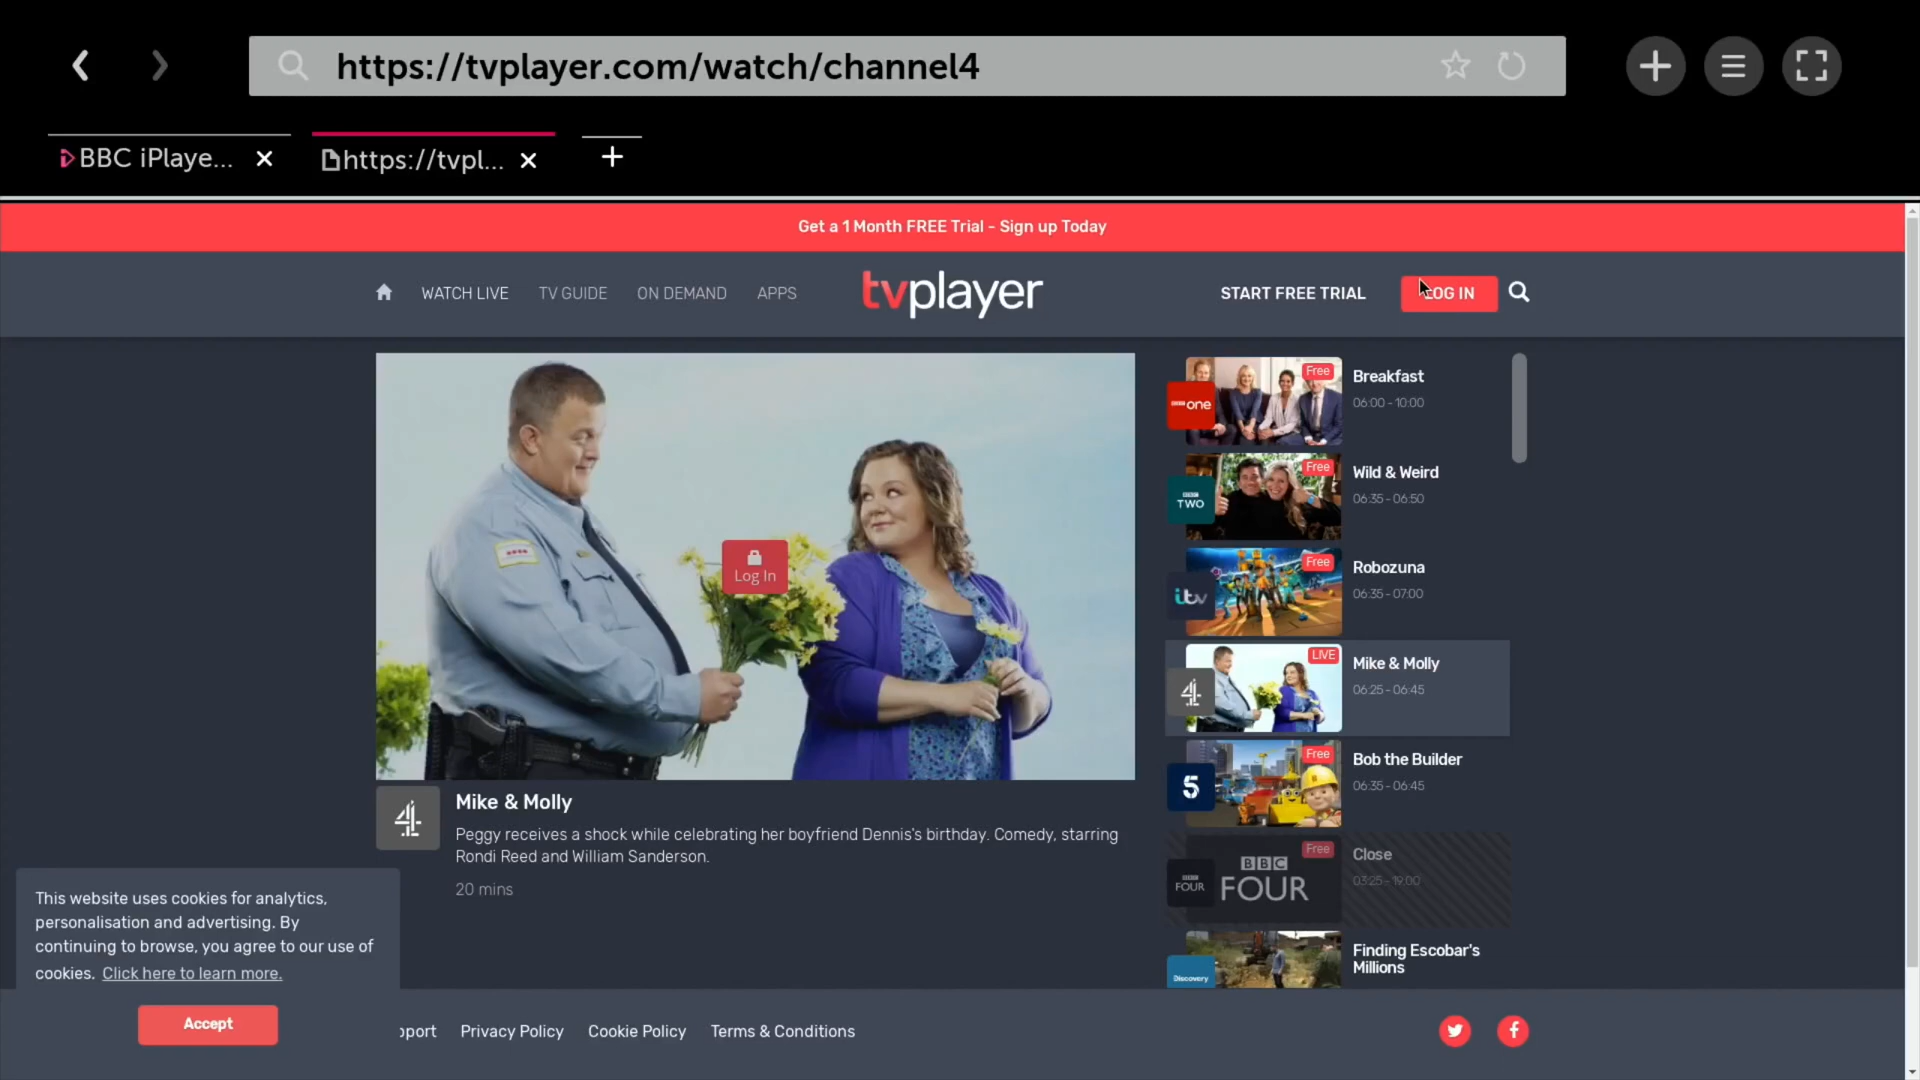 https://tvplayer.com/watch/channel4
BBC iPlaye...
https://tvpl...
Get a 1 Month FREE Trial - Sign up Today
WATCH LIVE
TV GUIDE
ON DEMAND
APPS
tvplayer
START FREE TRIAL
LOG IN
Log In
Mike & Molly
Peggy receives a shock while celebrating her boyfriend Dennis's birthday. Comedy, starring
Rondi Reed and William Sanderson.
20 mins
one
Free
Breakfast
06:00 - 10:00
BBC
TWO
Free
Wild & Weird
06:35 - 06:50
itv
Free
Robozuna
06:35 - 07:00
4
LIVE
Mike & Molly
06:25 - 06:45
5
Free
Bob the Builder
06:35 - 06:45
BBC
FOUR
BBC
FOUR
Free
Close
03:25 - 19:00
Discovery
Finding Escobar's
Millions
This website uses cookies for analytics,
personalisation and advertising. By
continuing to browse, you agree to our use of
cookies. Click here to learn more.
Accept
pport
Privacy Policy
Cookie Policy
Terms & Conditions